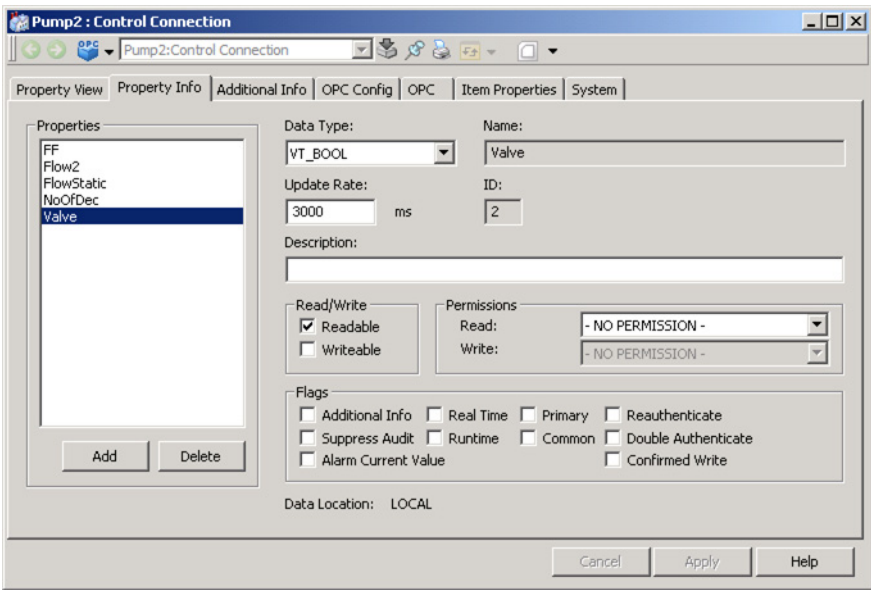 Pump2 : Control Connection
OPC Pump2:Control Connection
Property View Property Info Additional Info OPC Config OPC Item Properties System
Properties
FF
Flow2
FlowStatic
NoOfDec
Valve
Add Delete
Data Type: Name:
VT_BOOL Valve
Update Rate: ID:
3000 ms 2
Description:
Read/Write
Readable
Writeable
Permissions
Read: - NO PERMISSION -
Write: - NO PERMISSION -
Flags
Additional Info Real Time Primary Reauthenticate
Suppress Audit Runtime Common Double Authenticate
Alarm Current Value Confirmed Write
Data Location: LOCAL
Cancel Apply Help